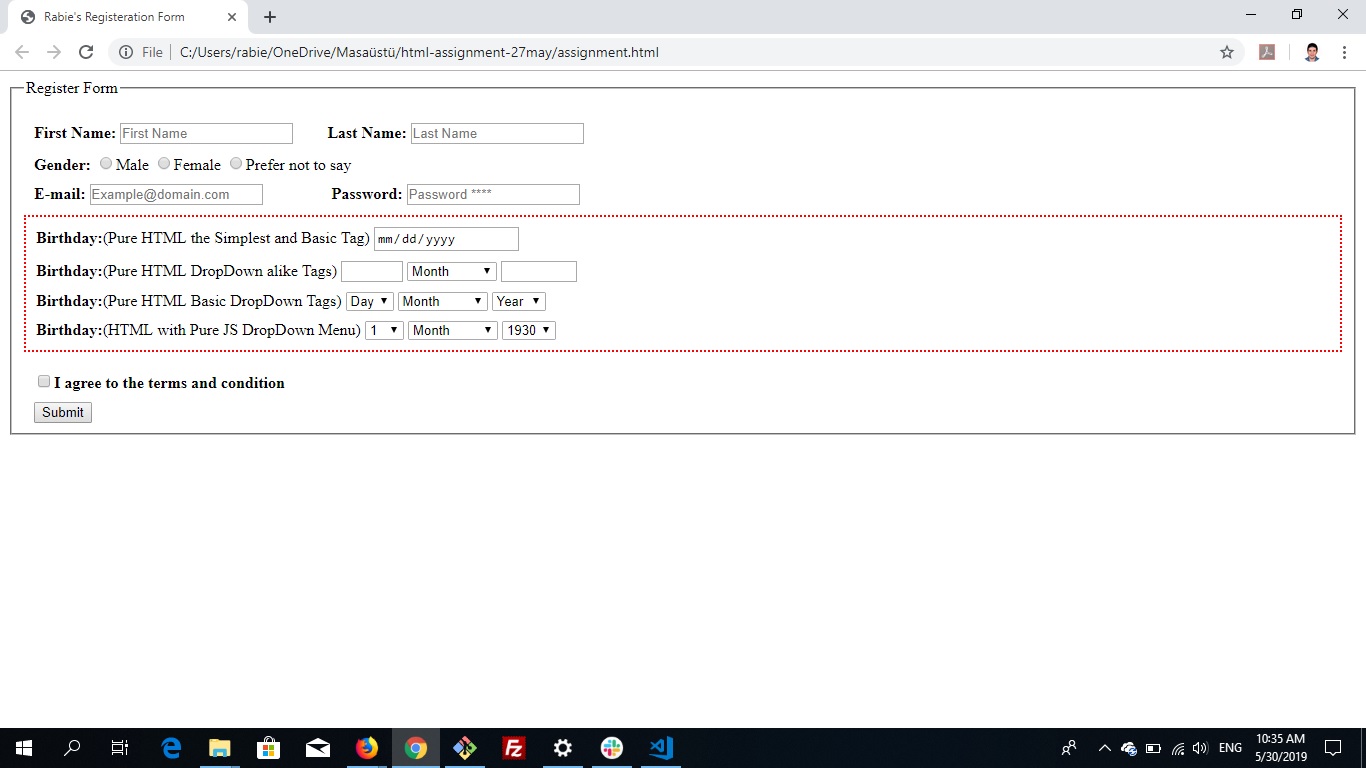 Rabie's Registeration Form
File C:/Users/rabie/OneDrive/Masaüstü/html-assignment-27may/assignment.html
Register Form
First Name: First Name Last Name: Last Name
Gender: Male Female Prefer not to say
E-mail: Example@domain.com Password: Password ****
Birthday:(Pure HTML the Simplest and Basic Tag) mm/dd/yyyy
Birthday:(Pure HTML DropDown alike Tags) Month
Birthday:(Pure HTML Basic DropDown Tags) Day Month Year
Birthday:(HTML with Pure JS DropDown Menu) 1 Month 1930
I agree to the terms and condition
Submit
Fz
ENG
10:35 AM
5/30/2019